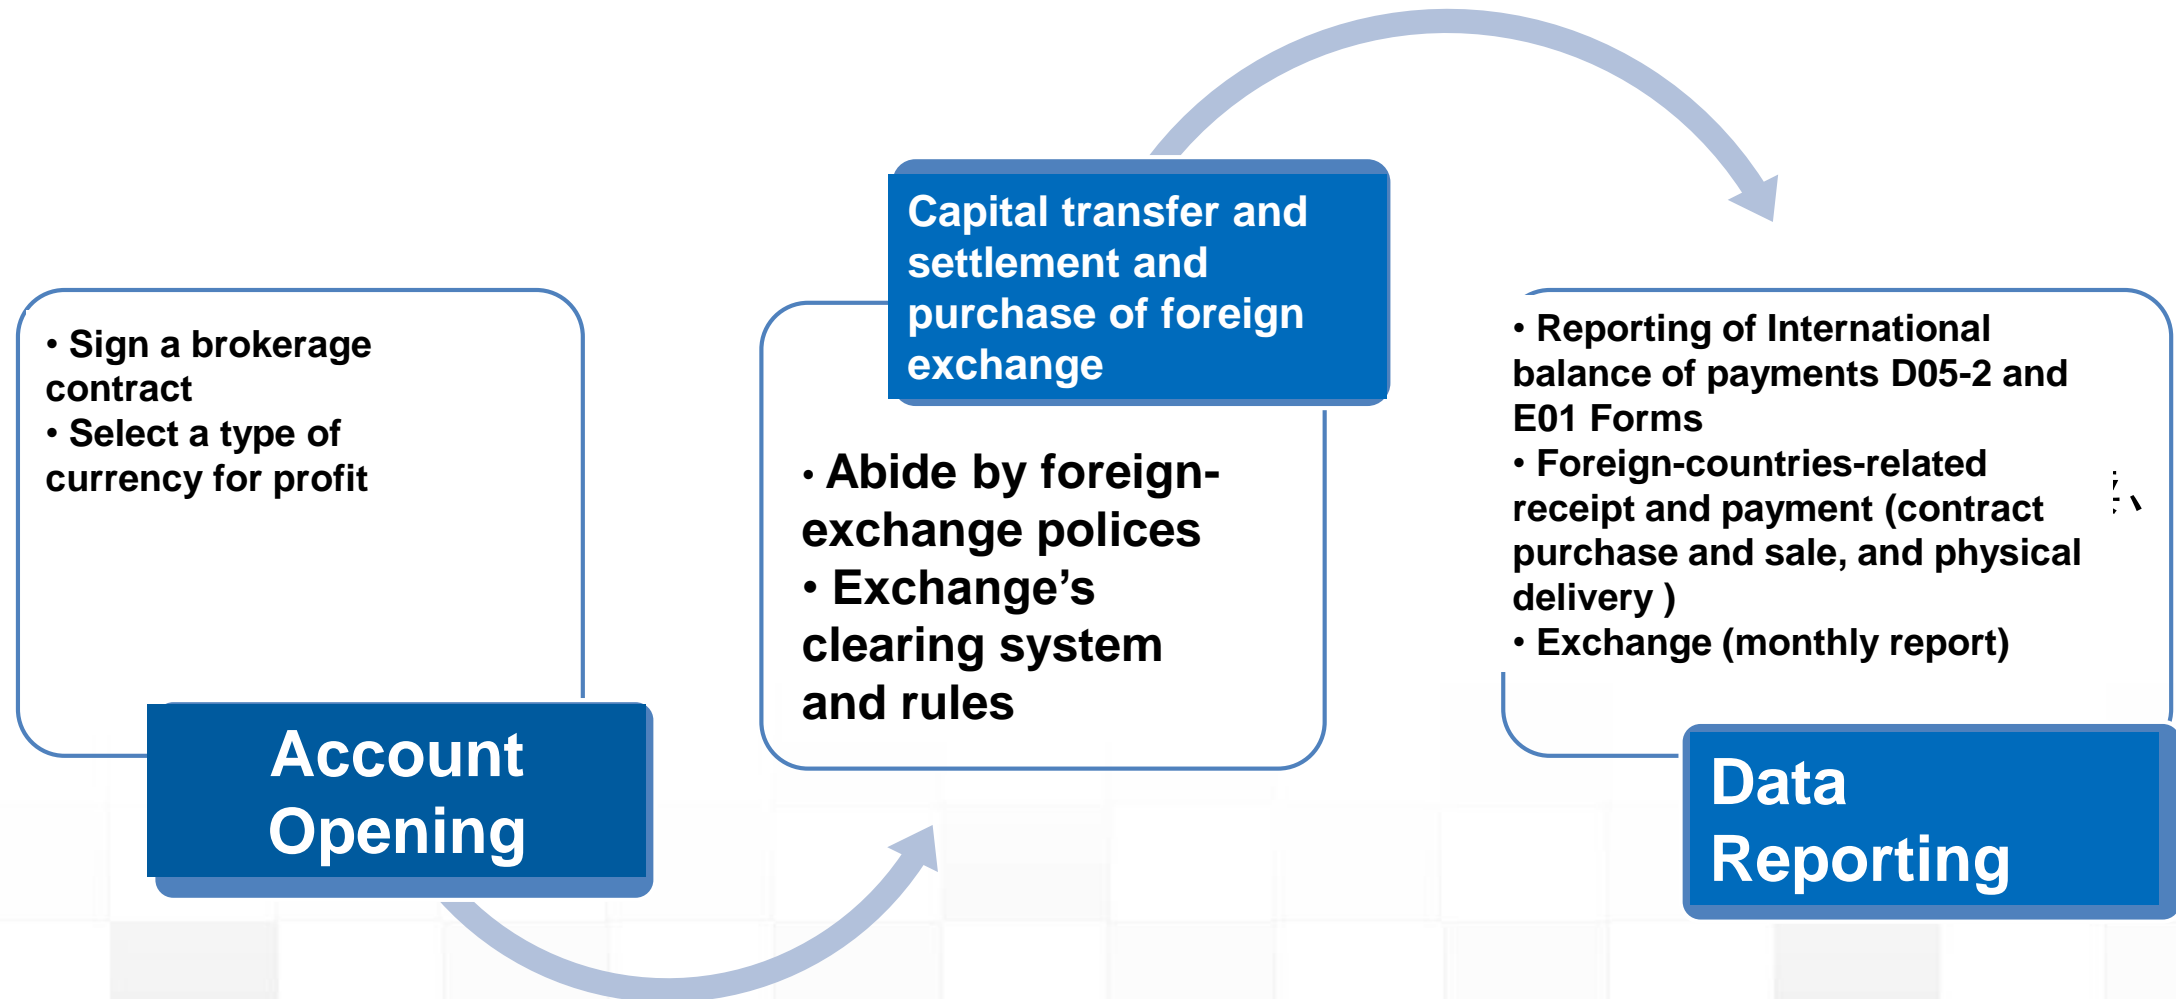 • Sign a brokerage
contract
• Select a type of
currency for profit
Account
Opening
Capital transfer and
settlement and
purchase of foreign
exchange
• Abide by foreign-
exchange polices
• Exchange’s
clearing system
and rules
• Reporting of International
balance of payments D05-2 and
E01 Forms
• Foreign-countries-related
receipt and payment (contract
purchase and sale, and physical
delivery )
• Exchange (monthly report)
Data
Reporting